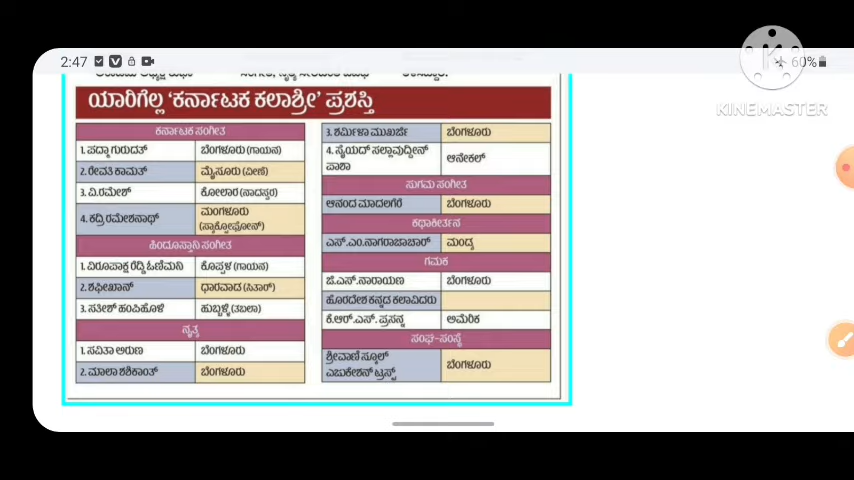 2:47
60%
KINEMASTER
ಯಾರಿಗೆಲ್ಲ ‘ಕರ್ನಾಟಕ ಕಲಾಶ್ರೀ’ ಪ್ರಶಸ್ತಿ
ಕರ್ನಾಟಕ ಸಂಗೀತ
1. ಪದ್ಮಾ ಗುರುದತ್ ಬೆಂಗಳೂರು (ಗಾಯನ)
2. ರೇವತಿ ಕಾಮತ್ ಮೈಸೂರು (ವೀಣೆ)
3. ವಿ.ರಮೇಶ್ ಕೋಲಾರ (ನಾದಸ್ವರ)
4. ಕದ್ರಿ ರಮೇಶನಾಥ್ ಮಂಗಳೂರು
(ಸ್ಯಾಕ್ಸೋಫೋನ್)
ಹಿಂದೂಸ್ತಾನಿ ಸಂಗೀತ
1. ವಿರೂಪಾಕ್ಷ ರೆಡ್ಡಿ ಓಣಿಮನಿ ಕೊಪ್ಪಳ (ಗಾಯನ)
2. ಶಫೀಖಾನ್ ಧಾರವಾಡ (ಸಿತಾರ್)
3. ಸತೀಶ್ ಹಂಪಿಹೊಳಿ ಹುಬ್ಬಳ್ಳಿ (ತಬಲಾ)
ನೃತ್ಯ
1. ಸವಿತಾ ಅರುಣ ಬೆಂಗಳೂರು
2. ಮಾಲಾ ಶಶಿಕಾಂತ್ ಬೆಂಗಳೂರು
3. ಶರ್ಮಿಳಾ ಮುಖರ್ಜಿ ಬೆಂಗಳೂರು
4. ಸೈಯದ್ ಸಲ್ಲಾವುದ್ದೀನ್
ಪಾಶಾ ಆನೇಕಲ್
ಸುಗಮ ಸಂಗೀತ
ಆನಂದ ಮಾದಲಗೆರೆ ಬೆಂಗಳೂರು
ಕಥಾಕೀರ್ತನ
ಎಸ್.ಎಂ.ನಾಗರಾಜಾಚಾರ್ ಮಂಡ್ಯ
ಗಮಕ
ಜಿ.ಎಸ್.ನಾರಾಯಣ ಬೆಂಗಳೂರು
ಹೊರದೇಶ ಕನ್ನಡ ಕಲಾವಿದರು
ಕೆ.ಆರ್.ಎಸ್. ಪ್ರಸನ್ನ ಅಮೆರಿಕ
ಸಂಘ-ಸಂಸ್ಥೆ
ಶ್ರೀವಾಣಿ ಸ್ಕೂಲ್
ಎಜುಕೇಶನ್ ಟ್ರಸ್ಟ್ ಬೆಂಗಳೂರು